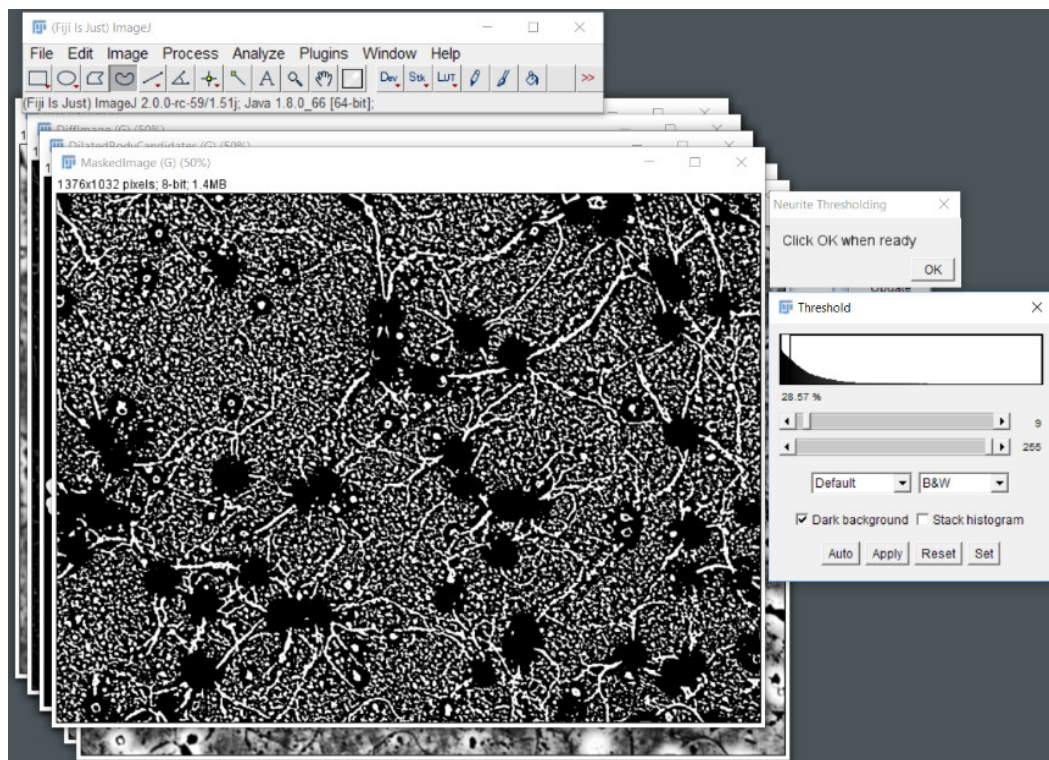 (Fiji Is Just) ImageJ
File Edit Image Process Analyze Plugins Window Help
A Dev Stk LUT >>
(Fiji Is Just) ImageJ 2.0.0-rc-59/1.51j; Java 1.8.0_66 [64-bit];
DiffImage (G) (50%)
DilatedBodyCandidates (G) (50%)
MaskedImage (G) (50%)
1376x1032 pixels; 8-bit; 1.4MB
Neurite Thresholding
Click OK when ready
OK
Threshold
28.57 %
9
255
Default B&W
Dark background Stack histogram
Auto Apply Reset Set